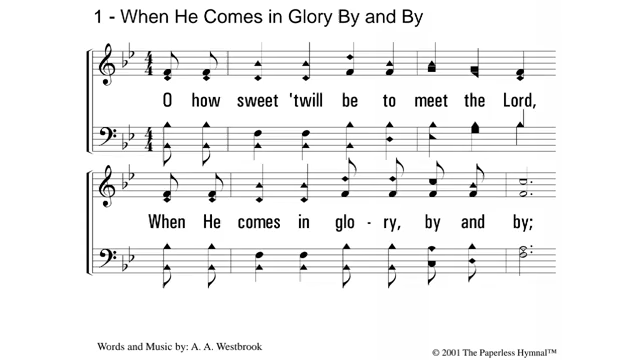 1 - When He Comes in Glory By and By
O how sweet 'twill be to meet the Lord,
When He comes in glo - ry, by and by;
Words and Music by: A. A. Westbrook
© 2001 The Paperless Hymnal™